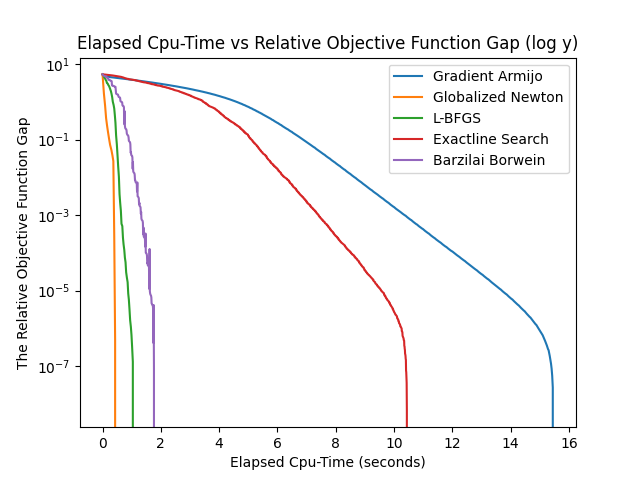 Elapsed Cpu-Time vs Relative Objective Function Gap (log y)
The Relative Objective Function Gap
10¹
10⁻¹
10⁻³
10⁻⁵
10⁻⁷
Gradient Armijo
Globalized Newton
L-BFGS
Exactline Search
Barzilai Borwein
0 2 4 6 8 10 12 14 16
Elapsed Cpu-Time (seconds)